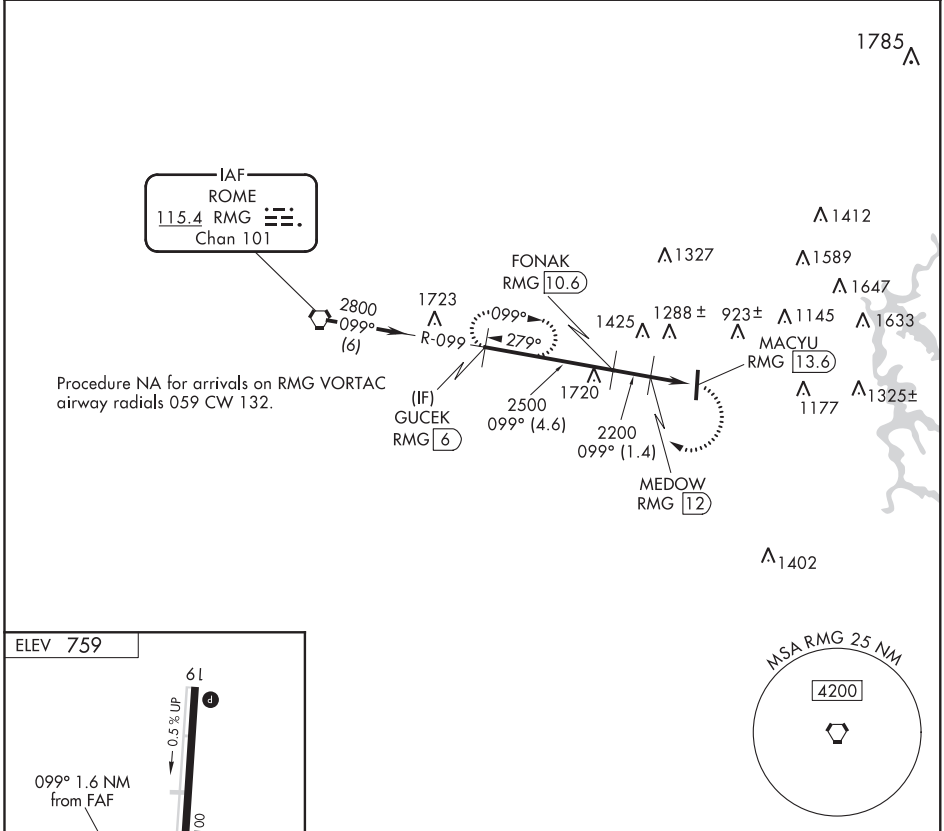 1785
IAF
ROME
115.4 RMG
Chan 101
1412
1327
1589
FONAK
RMG 10.6
1647
2800
099°
(6)
1723
099°
1425
1288 ±
923±
1145
1633
R-099
279°
MACYU
RMG 13.6
Procedure NA for arrivals on RMG VORTAC
airway radials 059 CW 132.
(IF)
GUCEK
RMG 6
2500
099° (4.6)
1720
1177
1325±
2200
099° (1.4)
MEDOW
RMG 12
1402
ELEV 759
MSA RMG 25 NM
4200
19
P
0.5 % UP
099° 1.6 NM
from FAF